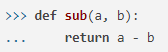 >>> def sub(a, b):
...     return a - b